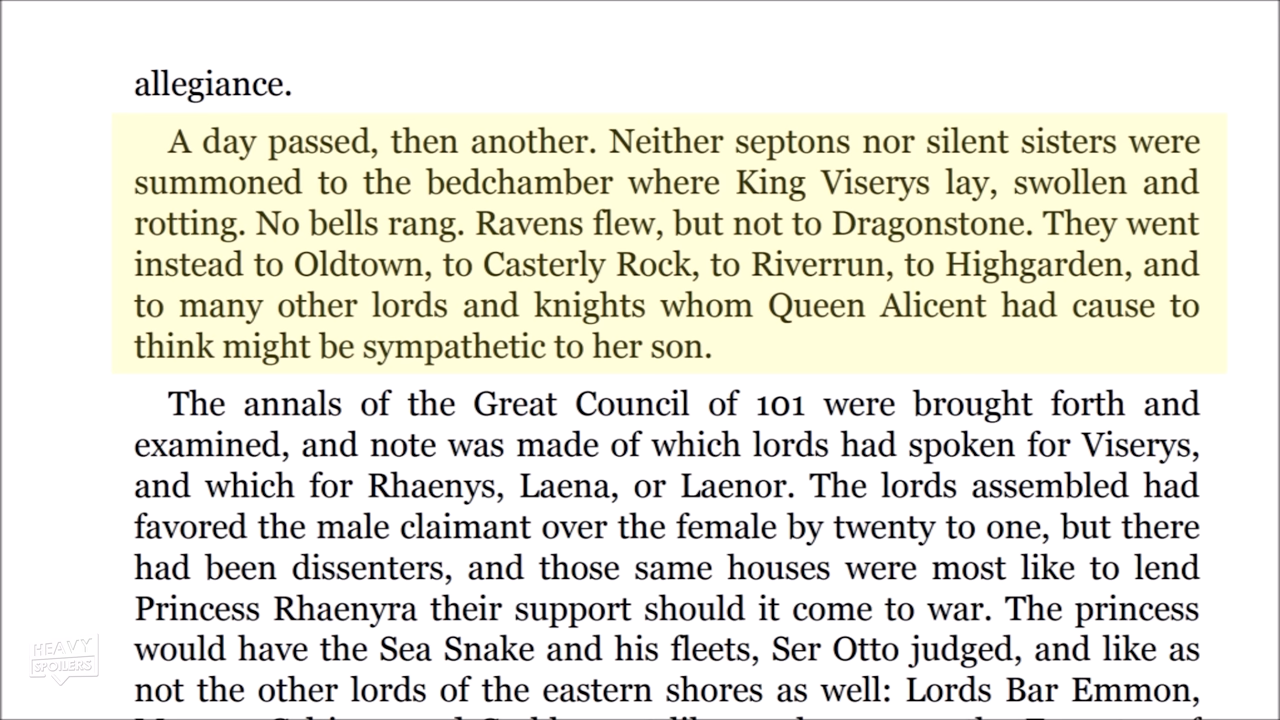 allegiance.
A day passed, then another. Neither septons nor silent sisters were
summoned to the bedchamber where King Viserys lay, swollen and
rotting. No bells rang. Ravens flew, but not to Dragonstone. They went
instead to Oldtown, to Casterly Rock, to Riverrun, to Highgarden, and
to many other lords and knights whom Queen Alicent had cause to
think might be sympathetic to her son.
The annals of the Great Council of 101 were brought forth and
examined, and note was made of which lords had spoken for Viserys,
and which for Rhaenys, Laena, or Laenor. The lords assembled had
favored the male claimant over the female by twenty to one, but there
had been dissenters, and those same houses were most like to lend
Princess Rhaenyra their support should it come to war. The princess
would have the Sea Snake and his fleets, Ser Otto judged, and like as
not the other lords of the eastern shores as well: Lords Bar Emmon,
HEAVY
SPOILERS